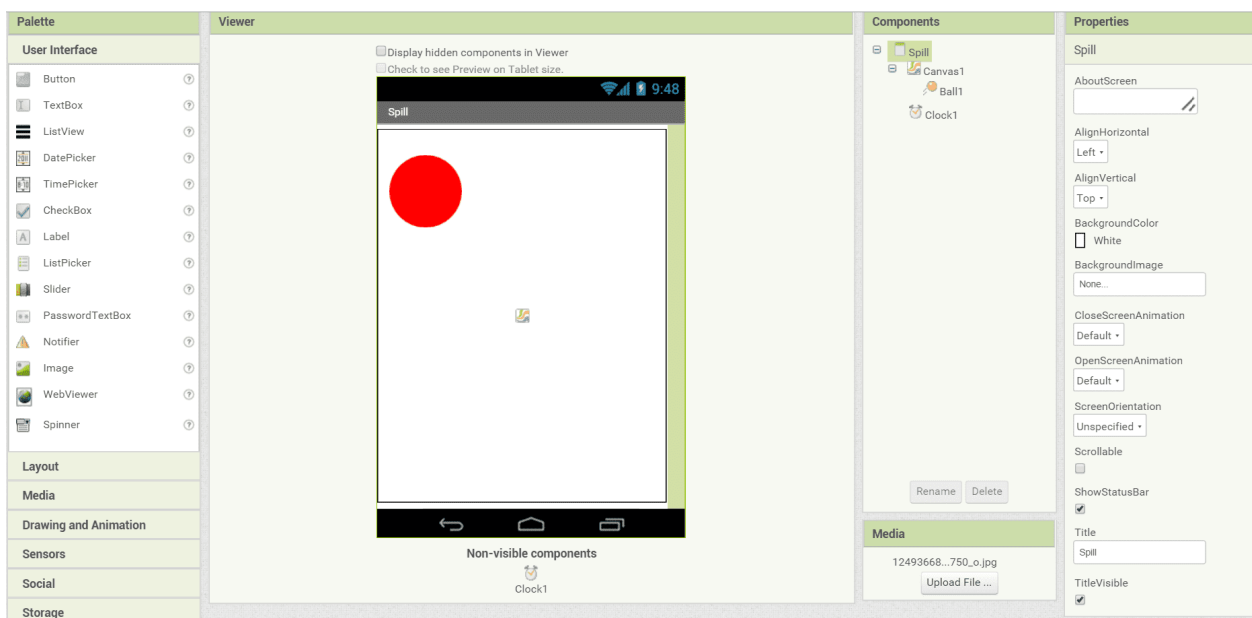 Palette
User Interface
Button
TextBox
ListView
DatePicker
TimePicker
CheckBox
Label
ListPicker
Slider
PasswordTextBox
Notifier
Image
WebViewer
Spinner
Layout
Media
Drawing and Animation
Sensors
Social
Storage
Viewer
Display hidden components in Viewer
Check to see Preview on Tablet size.
9:48
Spill
Non-visible components
Clock1
Components
Spill
Canvas1
Ball1
Clock1
Rename Delete
Media
12493668...750_o.jpg
Upload File ...
Properties
Spill
AboutScreen
AlignHorizontal
Left
AlignVertical
Top
BackgroundColor
White
BackgroundImage
None...
CloseScreenAnimation
Default
OpenScreenAnimation
Default
ScreenOrientation
Unspecified
Scrollable
ShowStatusBar
Title
Spill
TitleVisible